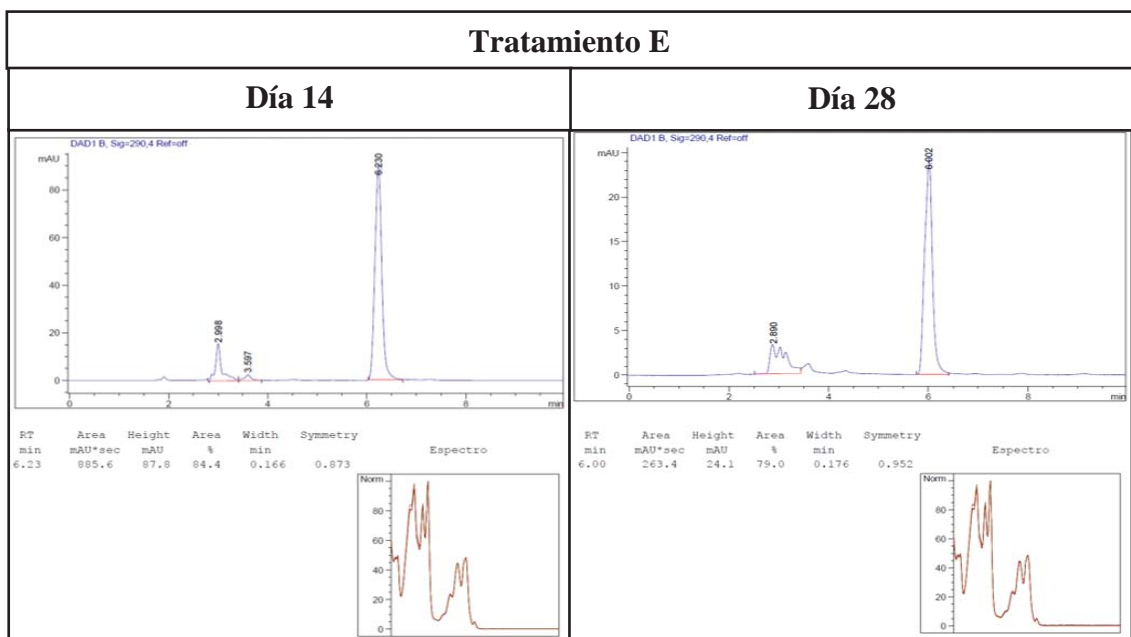 Tratamiento E
Día 14
Día 28
DAD1 B, Sig=290,4 Ref=off
mAU
80
60
40
20
0
2.998
3.597
6.230
0 2 4 6 8 min
RT Area Height Area Width Symmetry
min mAU*sec mAU % min Espectro
6.23 885.6 87.8 84.4 0.166 0.873
Norm
80
60
40
20
0
DAD1 B, Sig=290,4 Ref=off
mAU
20
15
10
5
0
2.890
6.002
0 2 4 6 8 min
RT Area Height Area Width Symmetry
min mAU*sec mAU % min Espectro
6.00 263.4 24.1 79.0 0.176 0.952
Norm
80
60
40
20
0